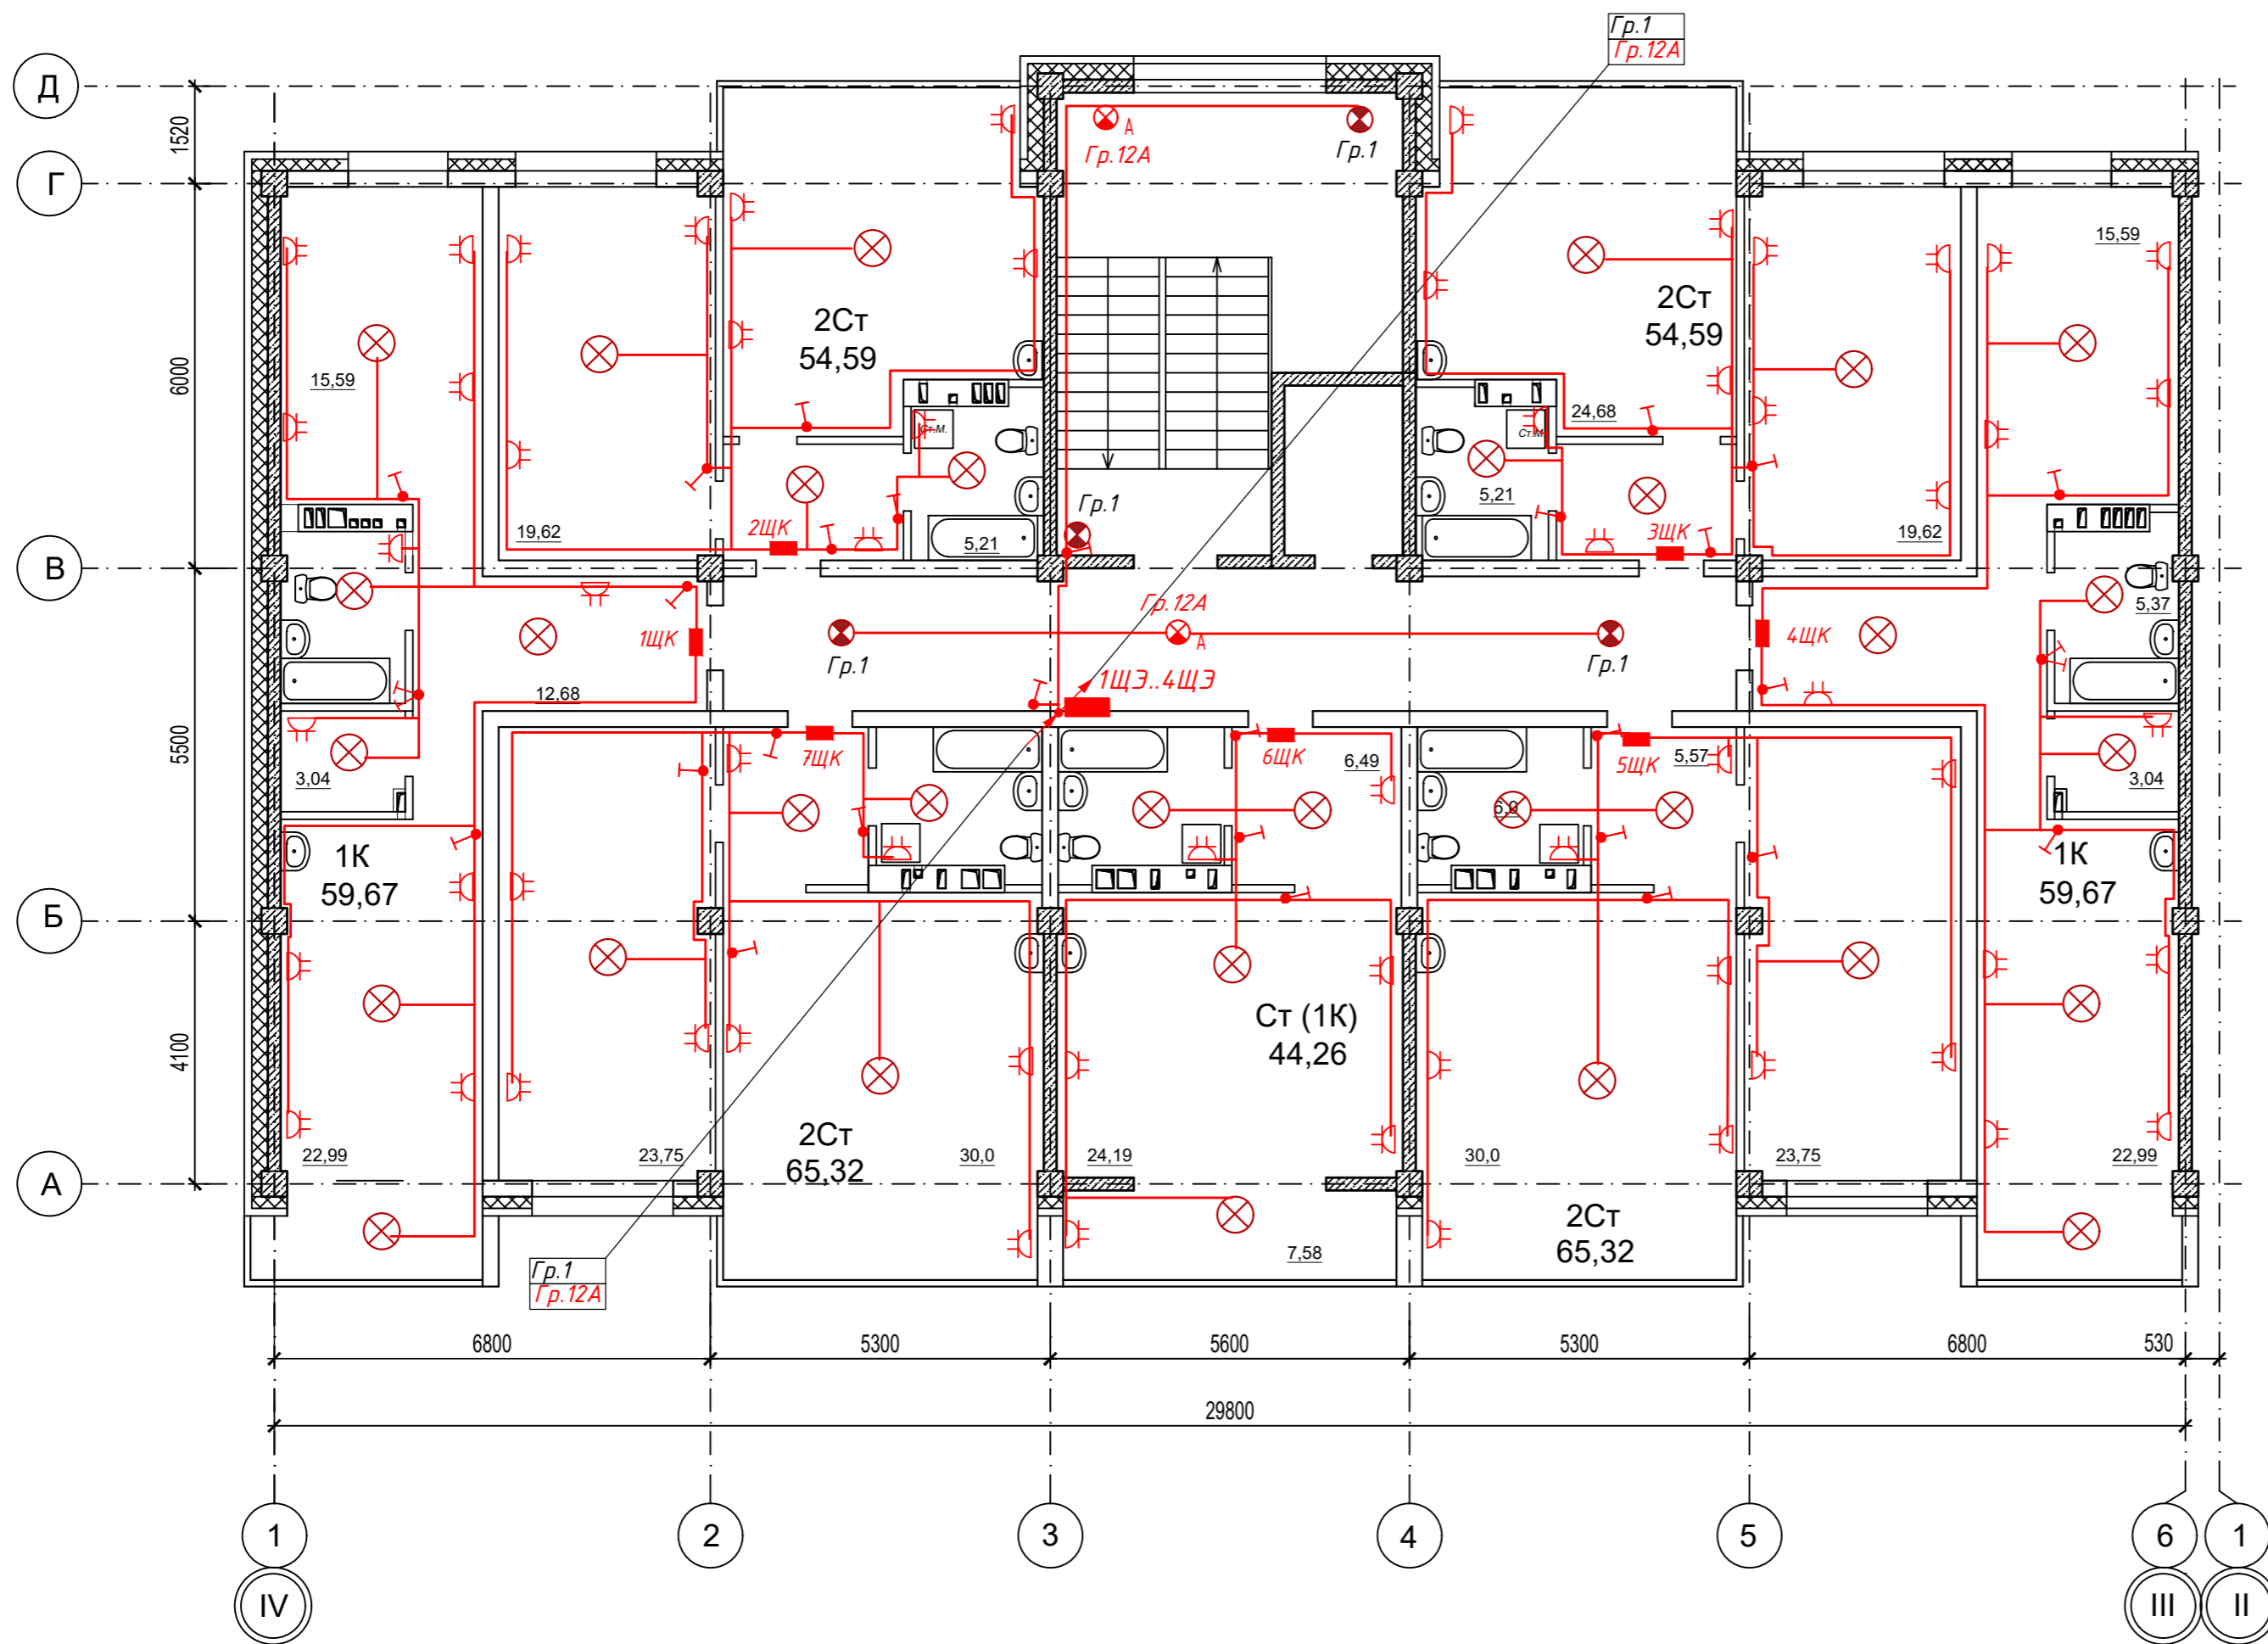 Гр.1
Гр.12А
Д
1520
А
Гр.12А
Гр.1
Г
15,59
6000
2Ст
54,59
2Ст
54,59
15,59
24,68
Ст.М.
Ст.М.
5,21
Гр.1
19,62
2ЩК
5,21
3ЩК
19,62
В
Гр.12А
5,37
1ЩК
Гр.1
А
Гр.1
4ЩК
12,68
1ЩЭ..4ЩЭ
5500
3,04
7ЩК
6ЩК
6,49
5ЩК
5,57
3,04
6,0
1К
59,67
1К
59,67
Б
Ст (1К)
44,26
4100
22,99
23,75
2Ст
65,32
30,0
24,19
30,0
23,75
22,99
А
2Ст
65,32
7,58
Гр.1
Гр.12А
6800
5300
5600
5300
6800
530
29800
1
2
3
4
5
6
1
IV
III
II